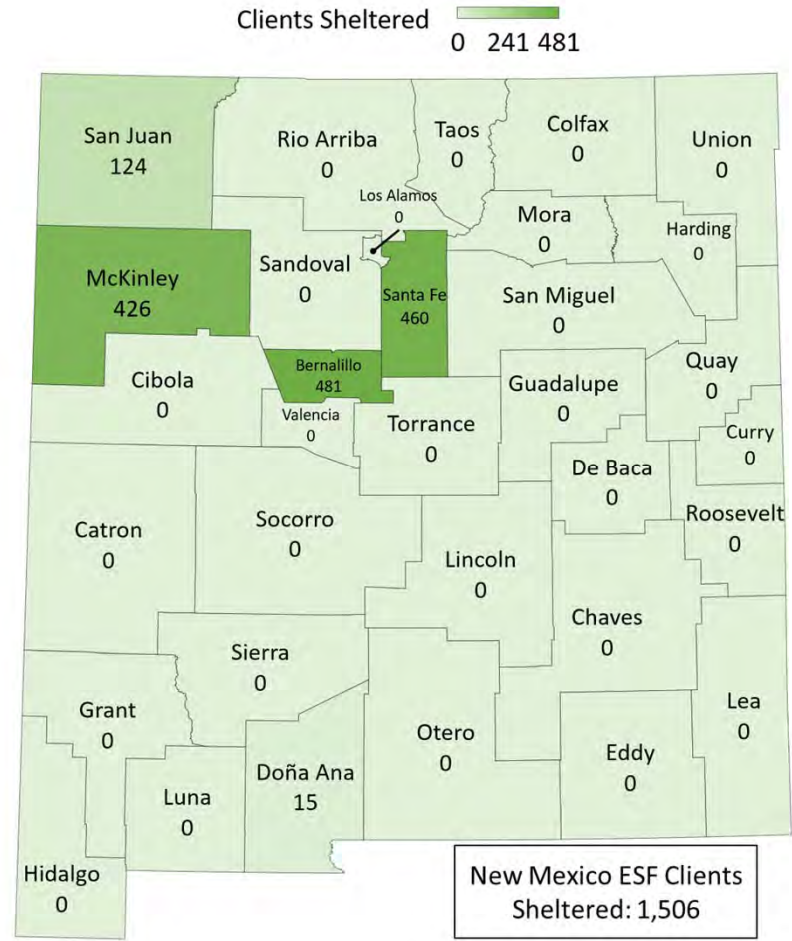 Clients Sheltered
0 241 481
San Juan
124
Rio Arriba
0
Taos
0
Colfax
0
Union
0
Los Alamos
0
Mora
0
Harding
0
McKinley
426
Sandoval
0
Santa Fe
460
San Miguel
0
Cibola
0
Bernalillo
481
Valencia
0
Torrance
0
Guadalupe
0
Quay
0
Curry
0
De Baca
0
Roosevelt
0
Catron
0
Socorro
0
Lincoln
0
Chaves
0
Sierra
0
Grant
0
Otero
0
Lea
0
Eddy
0
Doña Ana
15
Luna
0
Hidalgo
0
New Mexico ESF Clients
Sheltered: 1,506